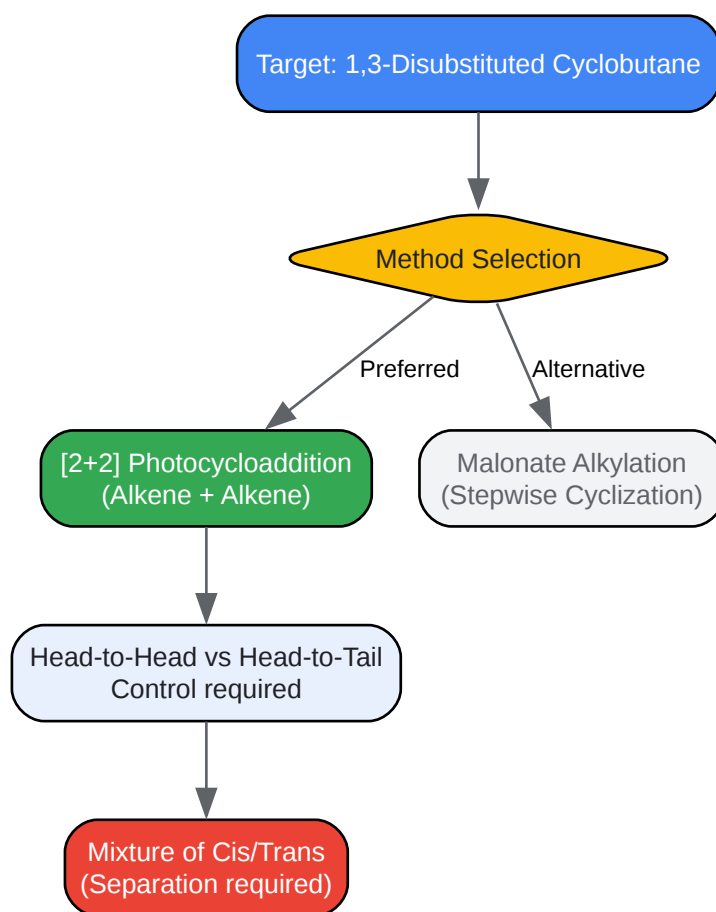 Target: 1,3-Disubstituted Cyclobutane
Method Selection
Preferred
Alternative
[2+2] Photocycloaddition
(Alkene + Alkene)
Malonate Alkylation
(Stepwise Cyclization)
Head-to-Head vs Head-to-Tail
Control required
Mixture of Cis/Trans
(Separation required)